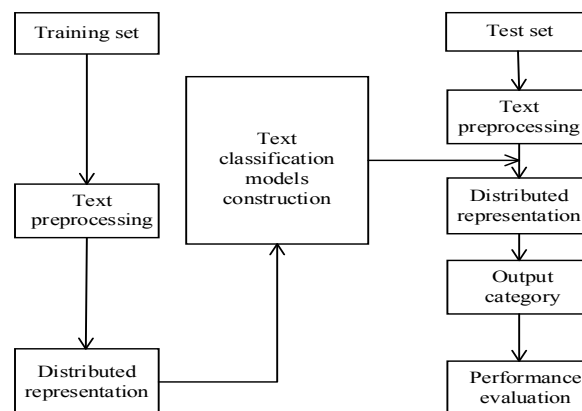 Training set
Text
preprocessing
Distributed
representation
Text
classification
models
construction
Test set
Text
preprocessing
Distributed
representation
Output
category
Performance
evaluation